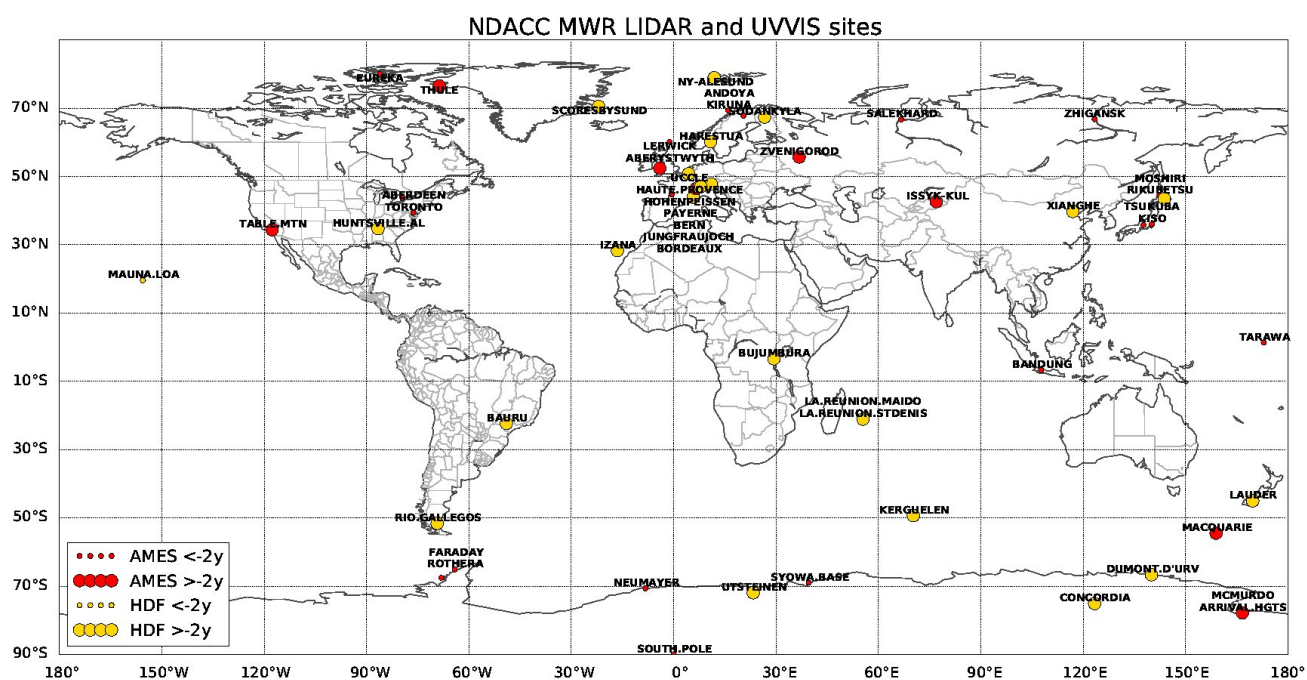 NDACC MWR LIDAR and UVVIS sites
EUREKA
THULE
NY-ALESUND
ANDOYA
KIRUNA
SCORESBYSUND
SODANKYLA
SALEKHARD
ZHIGANSK
70°N
HARESTUA
LERWICK
ABERYSTWYTH
ZVENIGOROD
50°N
UCCLE
MOSHIRI
RIKUBETSU
ABERDEEN
TORONTO
HAUTE.PROVENCE
HOHENPEISSEN
PAYERNE
BERN
JUNGFRAUJOCH
BORDEAUX
ISSYK-KUL
XIANGHE
TSUKUBA
KISO
TABLE.MTN
HUNTSVILLE.AL
30°N
IZANA
MAUNA.LOA
10°N
TARAWA
BUJUMBURA
BANDUNG
10°S
LA.REUNION.MAIDO
LA.REUNION.STDENIS
BAURU
30°S
LAUDER
KERGUELEN
50°S
RIO.GALLEGOS
MACQUARIE
FARADAY
ROTHERA
DUMONT.D'URV
NEUMAYER
SYOWA.BASE
UTSTEINEN
70°S
CONCORDIA
MCMURDO
ARRIVAL.HGTS
SOUTH.POLE
90°S
AMES <-2y
AMES >-2y
HDF <-2y
HDF >-2y
180°W 120°W 90°W 60°W 30°W 0° 30°E 60°E 90°E 120°E 150°E 180°